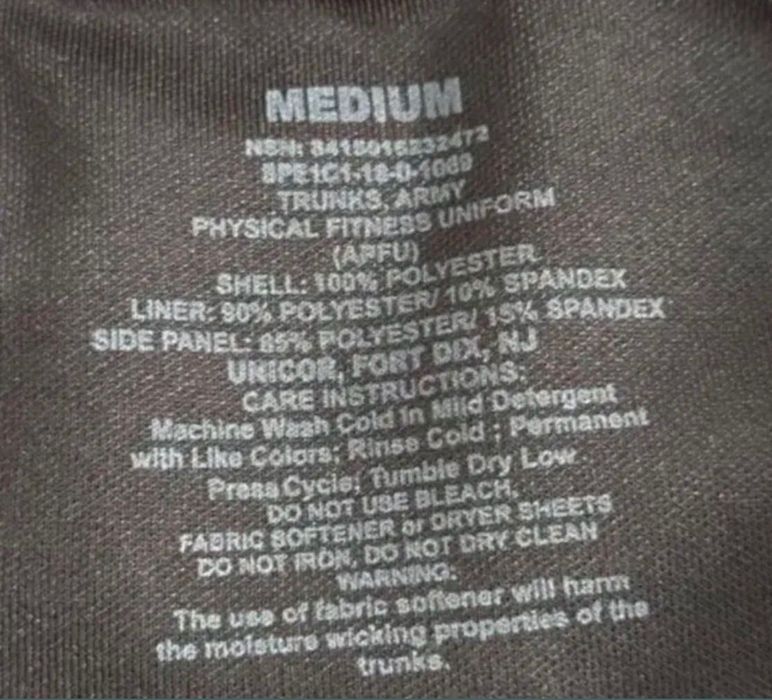 MEDIUM
NSN: 8415016232472
SPE1C1-18-D-1069
TRUNKS, ARMY
PHYSICAL FITNESS UNIFORM
(APFU)
SHELL: 100% POLYESTER
LINER: 90% POLYESTER/ 10% SPANDEX
SIDE PANEL: 85% POLYESTER/ 15% SPANDEX
UNICOR, FORT DIX, NJ
CARE INSTRUCTIONS:
Machine Wash Cold In Mild Detergent
with Like Colors; Rinse Cold ; Permanent
Press Cycle; Tumble Dry Low
DO NOT USE BLEACH,
FABRIC SOFTENER or DRYER SHEETS
DO NOT IRON, DO NOT DRY CLEAN
WARNING:
The use of fabric softener will harm
the moisture wicking properties of the
trunks.